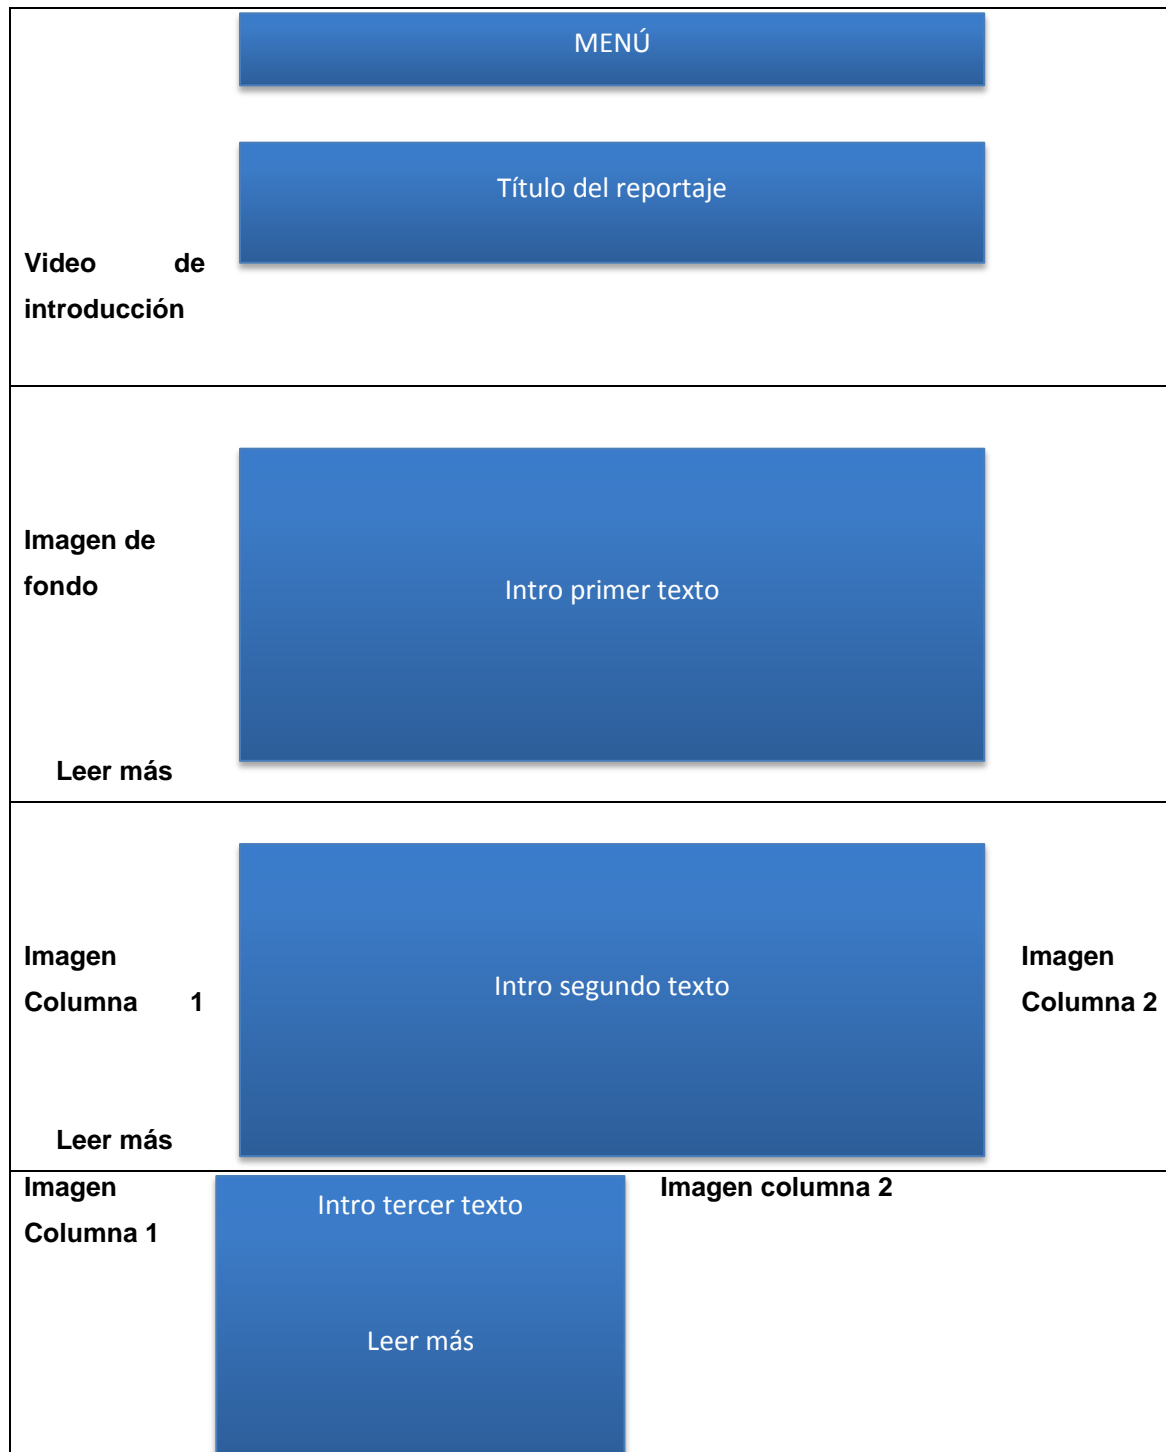 MENÚ
Título del reportaje
Video de
introducción
Imagen de
fondo
Intro primer texto
Leer más
Imagen
Columna 1
Intro segundo texto
Imagen
Columna 2
Leer más
Imagen
Columna 1
Intro tercer texto
Leer más
Imagen columna 2